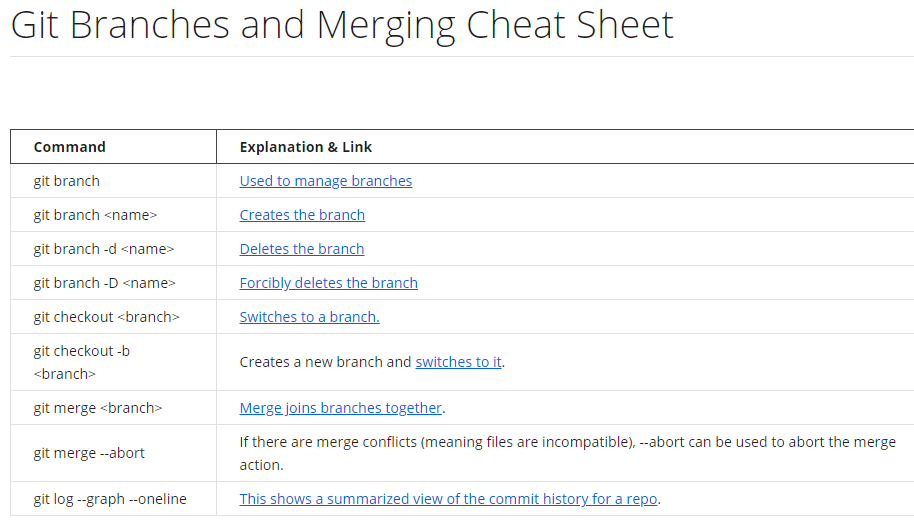 Git Branches and Merging Cheat Sheet
Command Explanation & Link
git branch Used to manage branches
git branch <name> Creates the branch
git branch -d <name> Deletes the branch
git branch -D <name> Forcibly deletes the branch
git checkout <branch> Switches to a branch.
git checkout -b
<branch>
Creates a new branch and switches to it.
git merge <branch> Merge joins branches together.
git merge --abort
If there are merge conflicts (meaning files are incompatible), --abort can be used to abort the merge
action.
git log --graph --oneline This shows a summarized view of the commit history for a repo.